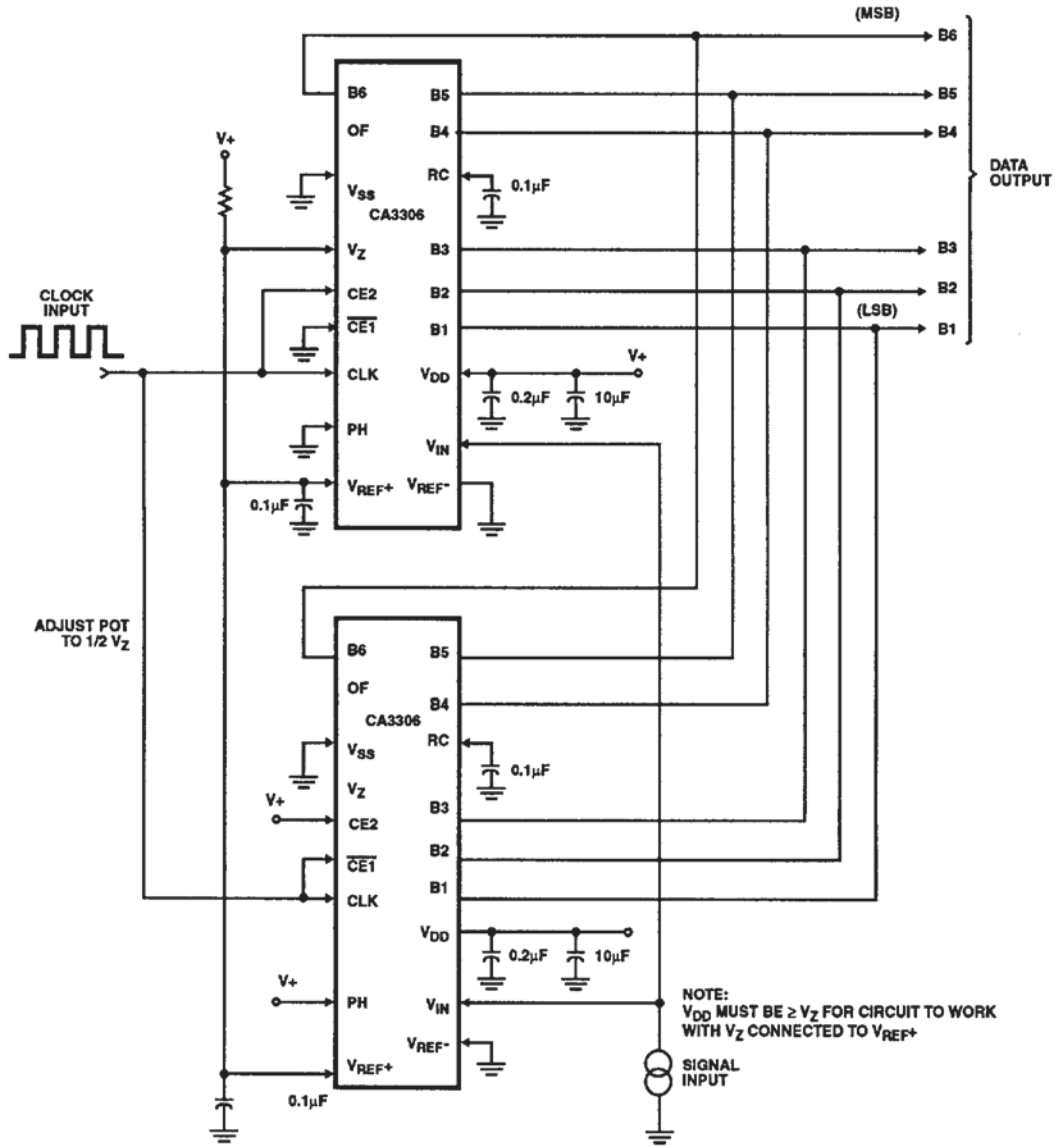 (MSB)
B6
B5
B4
B3
B2
(LSB)
B1
DATA
OUTPUT
V+
CLOCK
INPUT
B6
OF
VSS
CA3306
VZ
CE2
CE1
CLK
PH
VREF+
0.1μF
B5
B4
RC
0.1μF
B3
B2
B1
VDD
V+
0.2μF
10μF
VIN
VREF-
ADJUST POT
TO 1/2 VZ
B6
OF
CA3306
VSS
VZ
V+
CE2
CE1
CLK
V+
PH
VREF+
0.1μF
B5
B4
RC
0.1μF
B3
B2
B1
VDD
0.2μF
10μF
VIN
VREF-
NOTE:
VDD MUST BE ≥ VZ FOR CIRCUIT TO WORK
WITH VZ CONNECTED TO VREF+
SIGNAL
INPUT